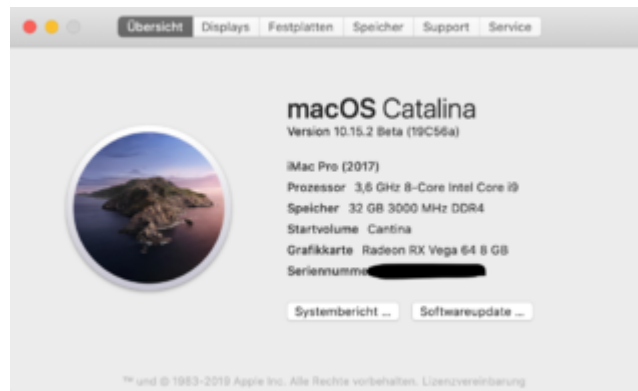 Übersicht Displays Festplatten Speicher Support Service
macOS Catalina
Version 10.15.2 Beta (19C56a)
iMac Pro (2017)
Prozessor 3,6 GHz 8-Core Intel Core i9
Speicher 32 GB 3000 MHz DDR4
Startvolume Cantina
Grafikkarte Radeon RX Vega 64 8 GB
Seriennumme
Systembericht ...
Softwareupdate ...
™ und © 1983-2019 Apple Inc. Alle Rechte vorbehalten. Lizenzvereinbarung